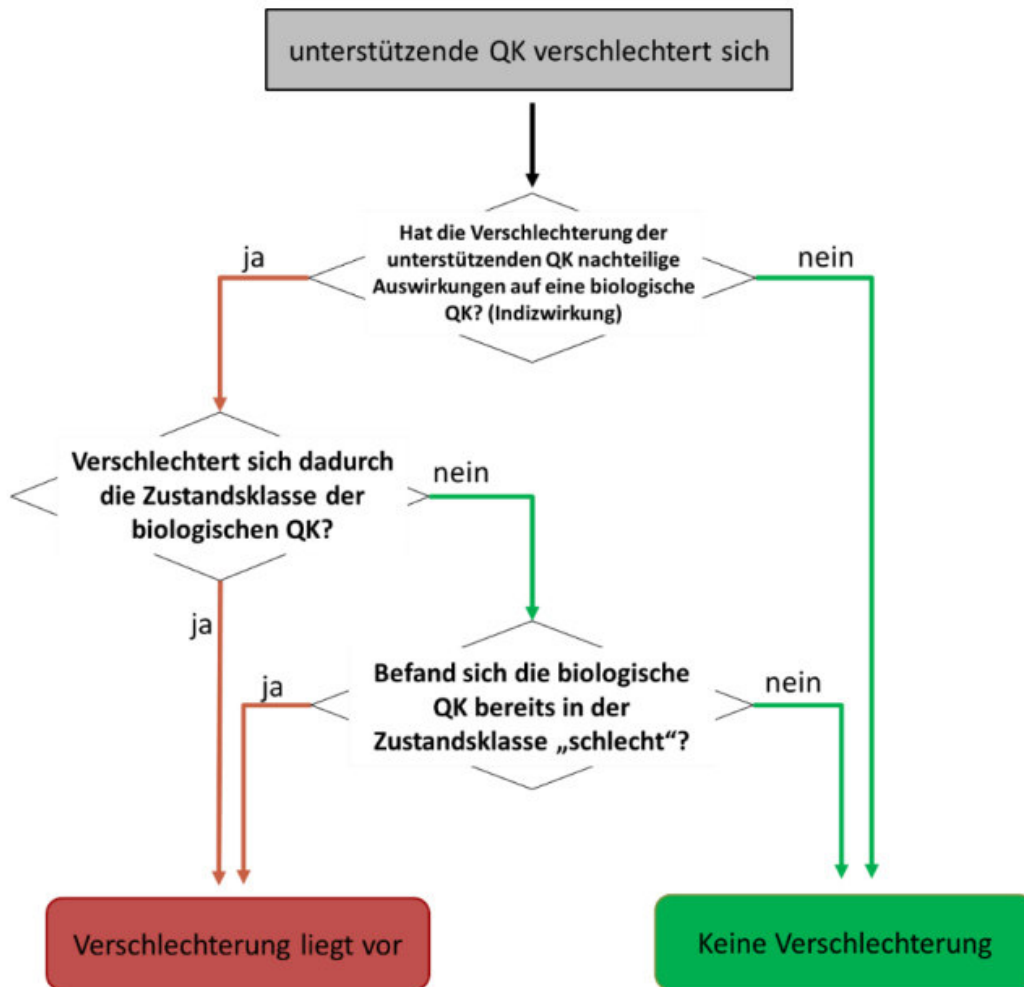 unterstützende QK verschlechtert sich
Hat die Verschlechterung der
unterstützenden QK nachteilige
Auswirkungen auf eine biologische
QK? (Indizwirkung)
ja
nein
Verschlechtert sich dadurch
die Zustandsklasse der
biologischen QK?
nein
ja
Befand sich die biologische
QK bereits in der
Zustandsklasse „schlecht“?
ja
nein
Verschlechterung liegt vor
Keine Verschlechterung